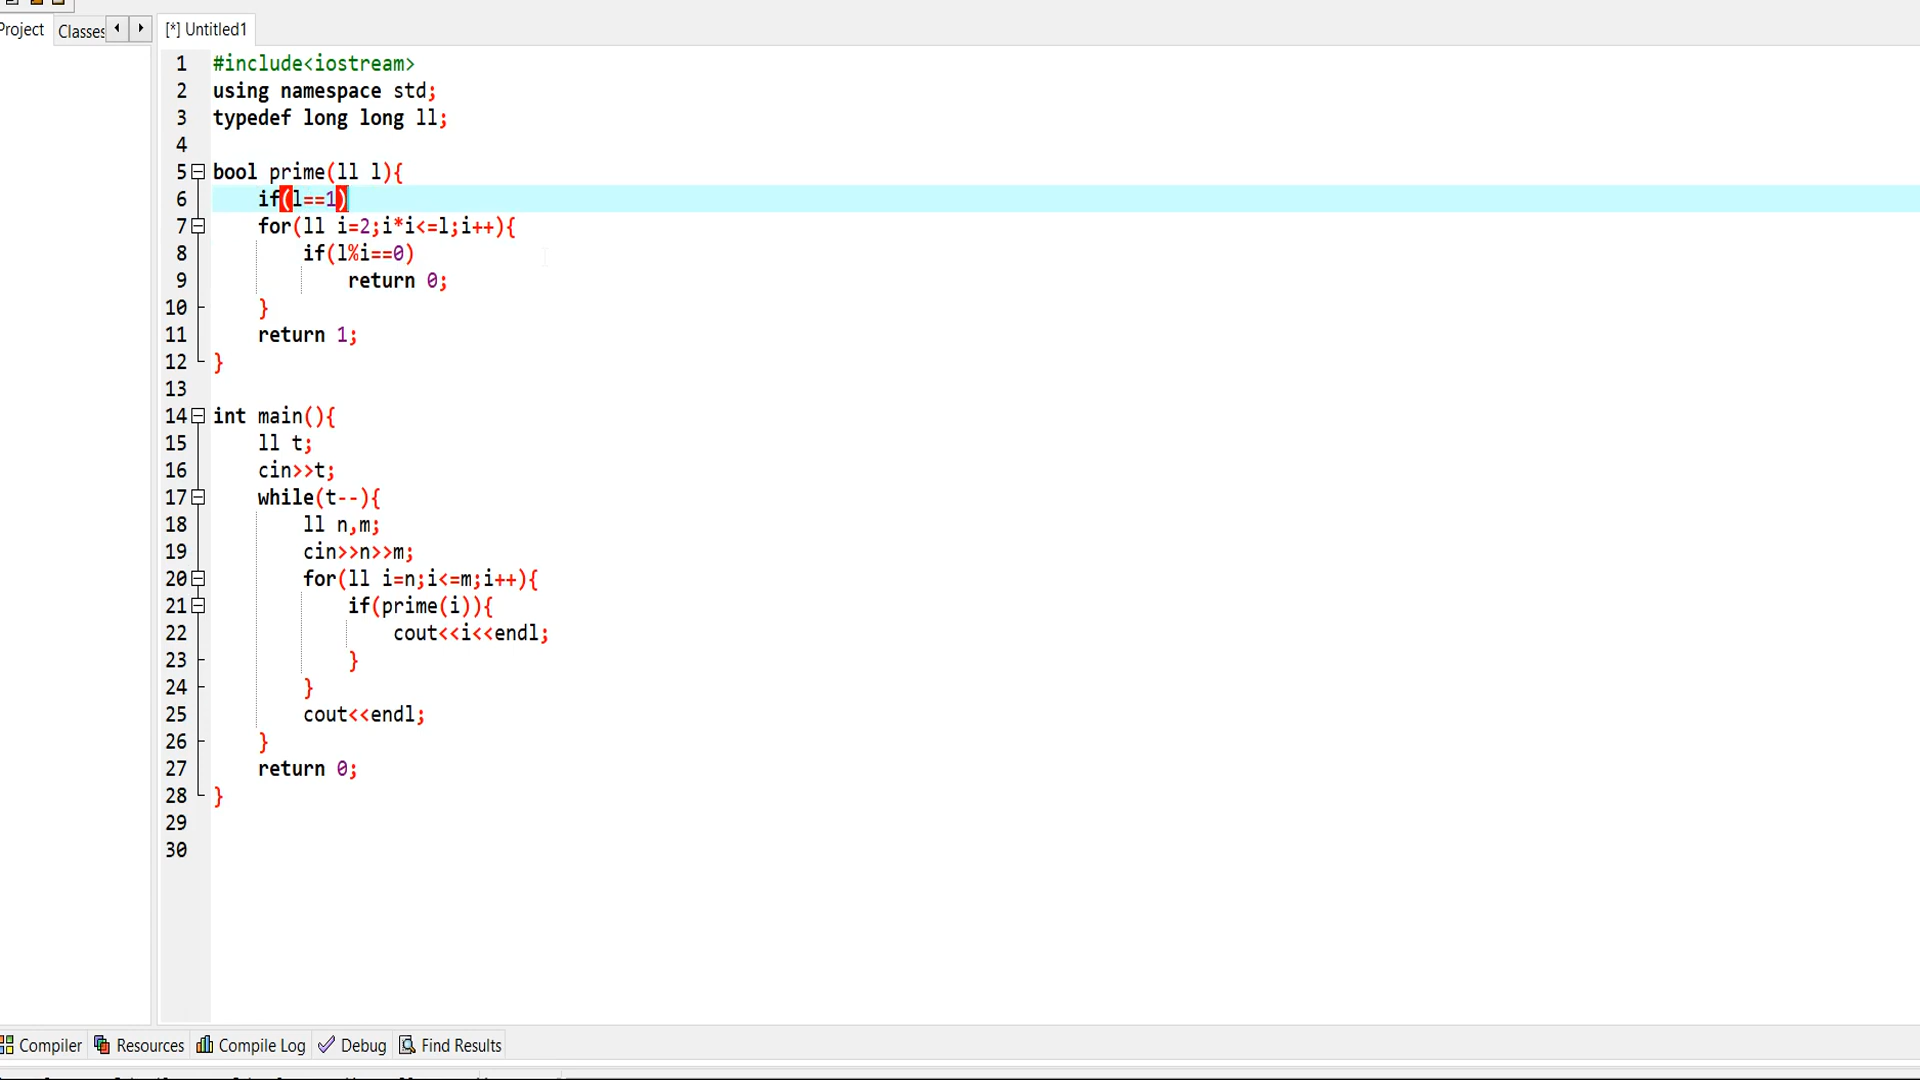 Project Classes [*] Untitled1
1 #include<iostream>
2 using namespace std;
3 typedef long long ll;
4
5 bool prime(ll l){
6 if(l==1)
7 for(ll i=2;i*i<=l;i++){
8 if(l%i==0)
9 return 0;
10 }
11 return 1;
12 }
13
14 int main(){
15 ll t;
16 cin>>t;
17 while(t--){
18 ll n,m;
19 cin>>n>>m;
20 for(ll i=n;i<=m;i++){
21 if(prime(i)){
22 cout<<i<<endl;
23 }
24 }
25 cout<<endl;
26 }
27 return 0;
28 }
29
30
Compiler Resources Compile Log Debug Find Results